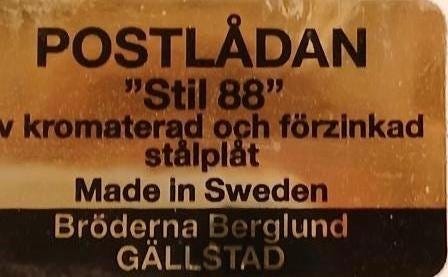 POSTLÅDAN
"Stil 88"
v kromaterad och förzinkad
stålplåt
Made in Sweden
Bröderna Berglund
GÄLLSTAD